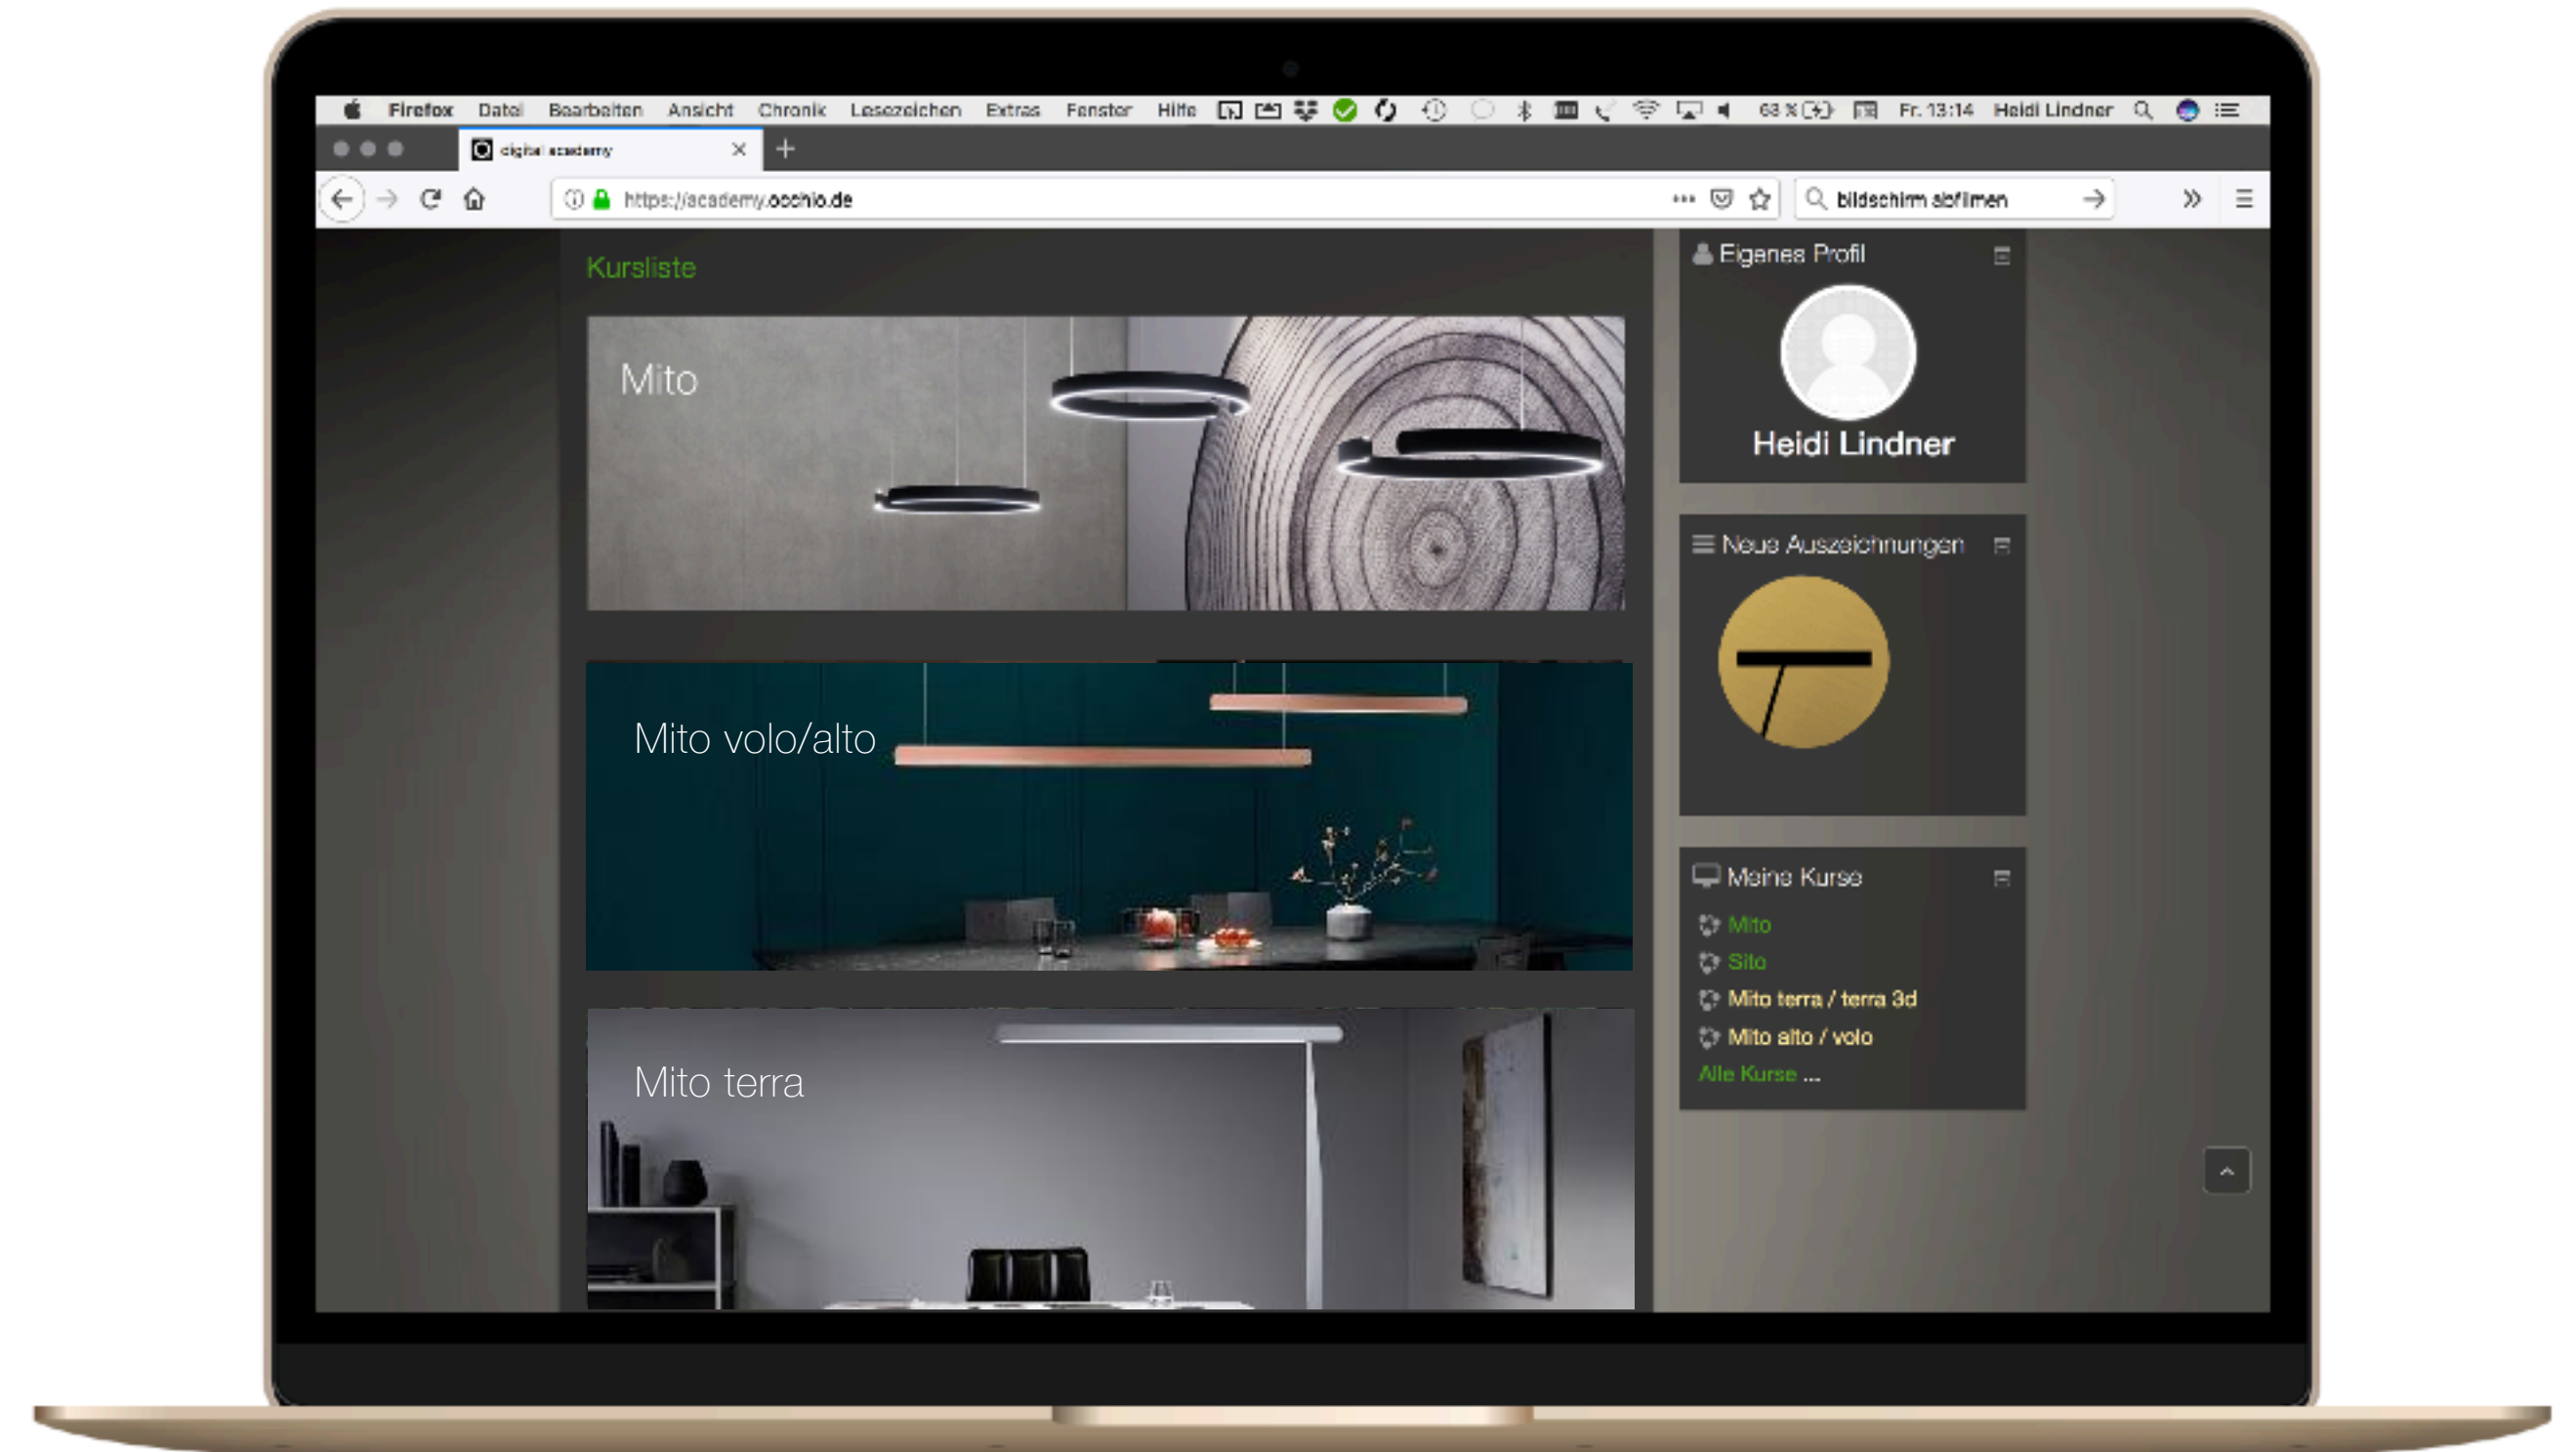 Firefox Datei Bearbeiten Ansicht Chronik Lesezeichen Extras Fenster Hilfe 63 % Fr. 13:14 Heidi Lindner
digital academy
https://academy.occhio.de bildschirm abfilmen
Kursliste
Mito
Mito volo/alto
Mito terra
Eigenes Profil
Heidi Lindner
Neue Auszeichnungen
Meine Kurse
Mito
Sito
Mito terra / terra 3d
Mito alto / volo
Alle Kurse ...